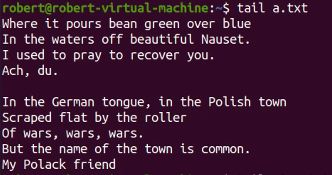 robert@robert-virtual-machine:~$ tail a.txt
Where it pours bean green over blue
In the waters off beautiful Nauset.
I used to pray to recover you.
Ach, du.
In the German tongue, in the Polish town
Scraped flat by the roller
Of wars, wars, wars.
But the name of the town is common.
My Polack friend